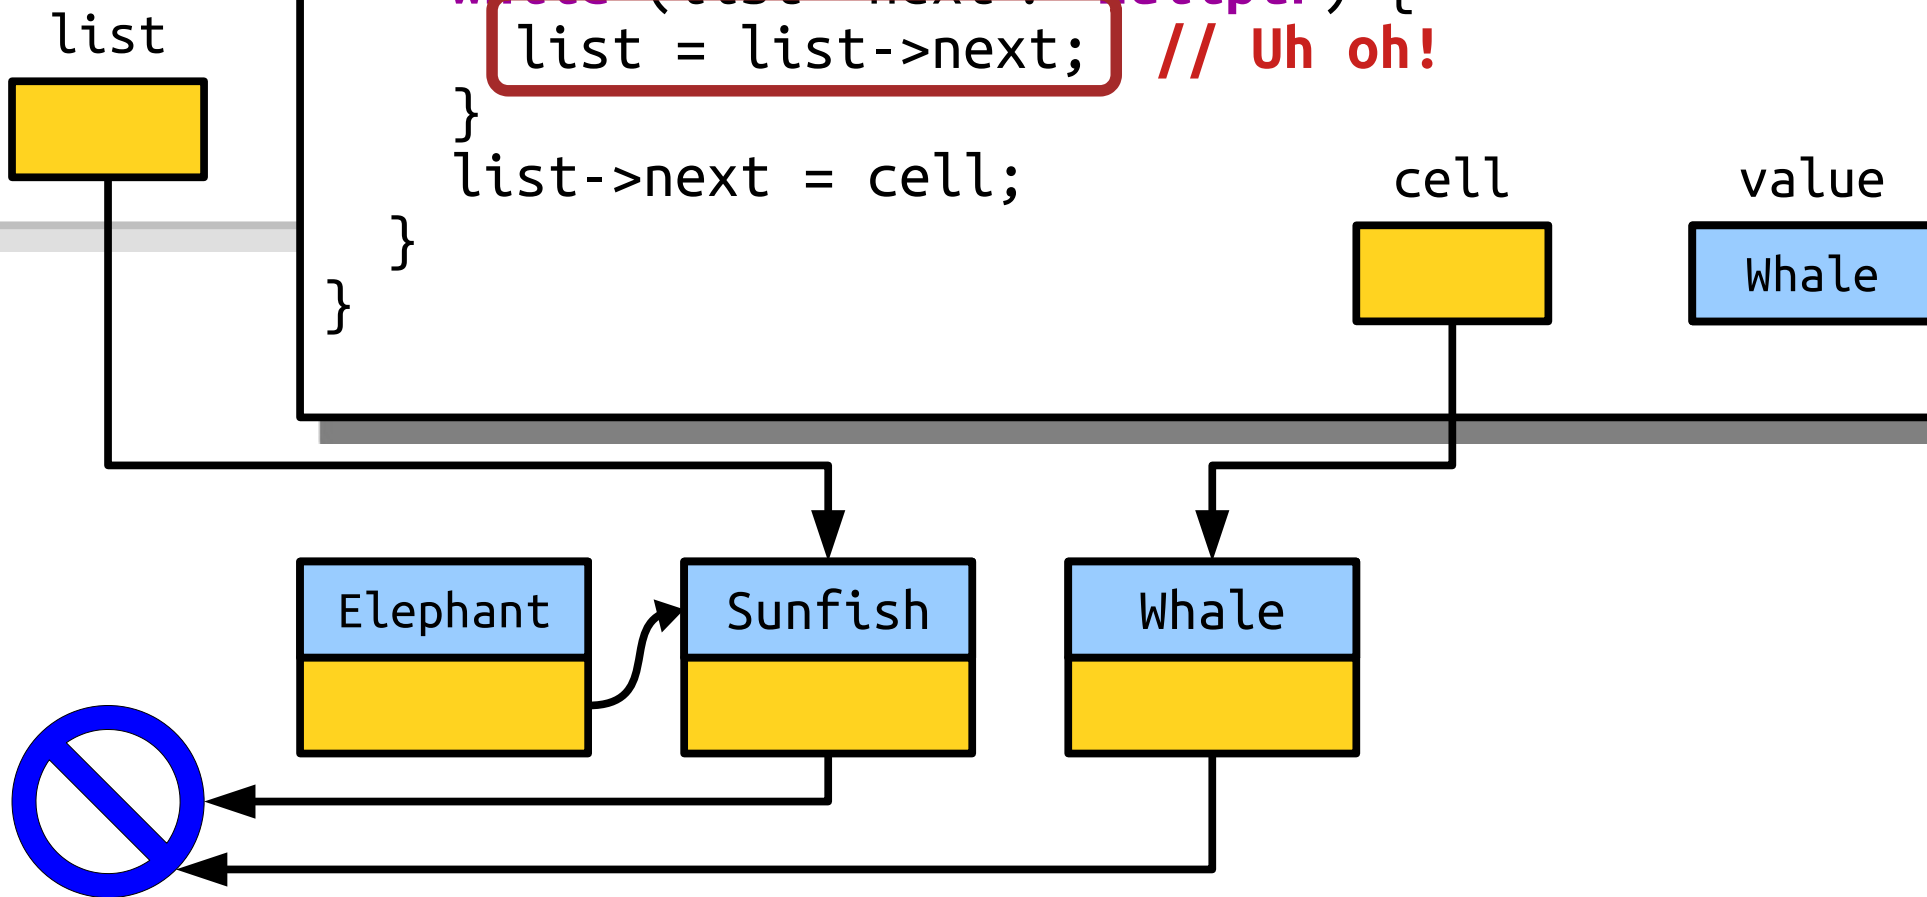 list
list = list->next; // Uh oh!
}
list->next = cell;
}
}
cell
value
Whale
Elephant
Sunfish
Whale